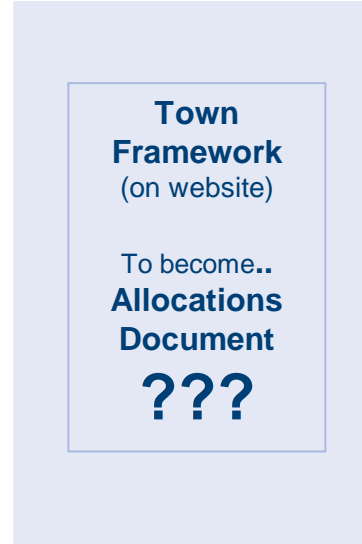 Town
Framework
(on website)
To become..
Allocations
Document
???